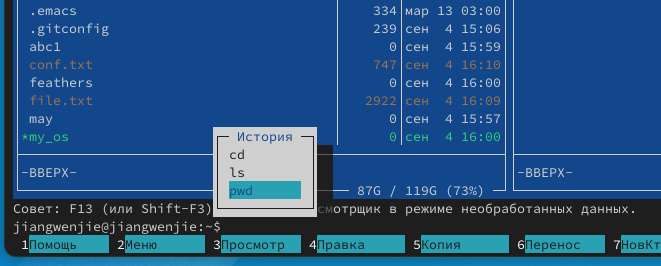 .emacs 334 мар 13 03:00
.gitconfig 239 сен 4 15:06
abc1 0 сен 4 15:59
conf.txt 747 сен 4 16:10
feathers 0 сен 4 16:00
file.txt 2922 сен 4 16:09
may 0 сен 4 15:57
*my_os 0 сен 4 16:00
История
cd
ls
pwd
-ВВЕРХ- -ВВЕРХ-
87G / 119G (73%)
Совет: F13 (или Shift-F3) смотрщик в режиме необработанных данных.
jiangwenjie@jiangwenjie:~$
1Помощь 2Меню 3Просмотр 4Правка 5Копия 6Перенос 7НовКт